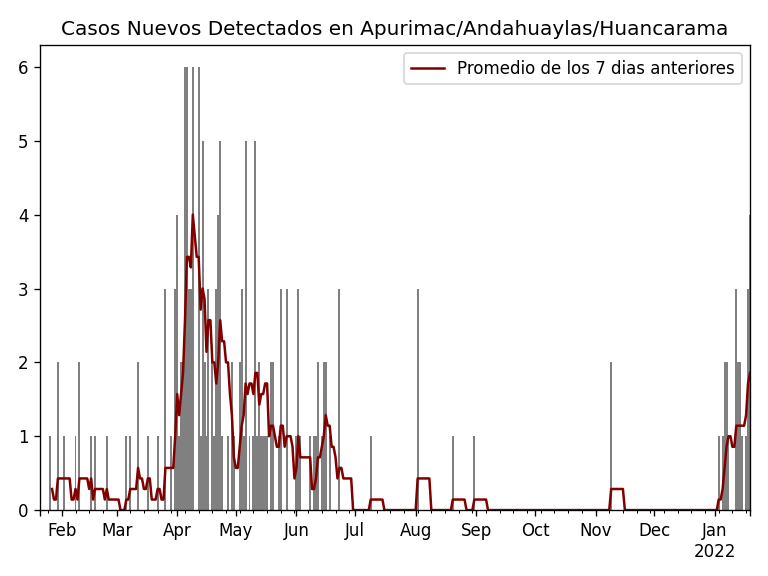 Casos Nuevos Detectados en Apurimac/Andahuaylas/Huancarama
Promedio de los 7 dias anteriores
6
5
4
3
2
1
0
Feb Mar Apr May Jun Jul Aug Sep Oct Nov Dec Jan
2022